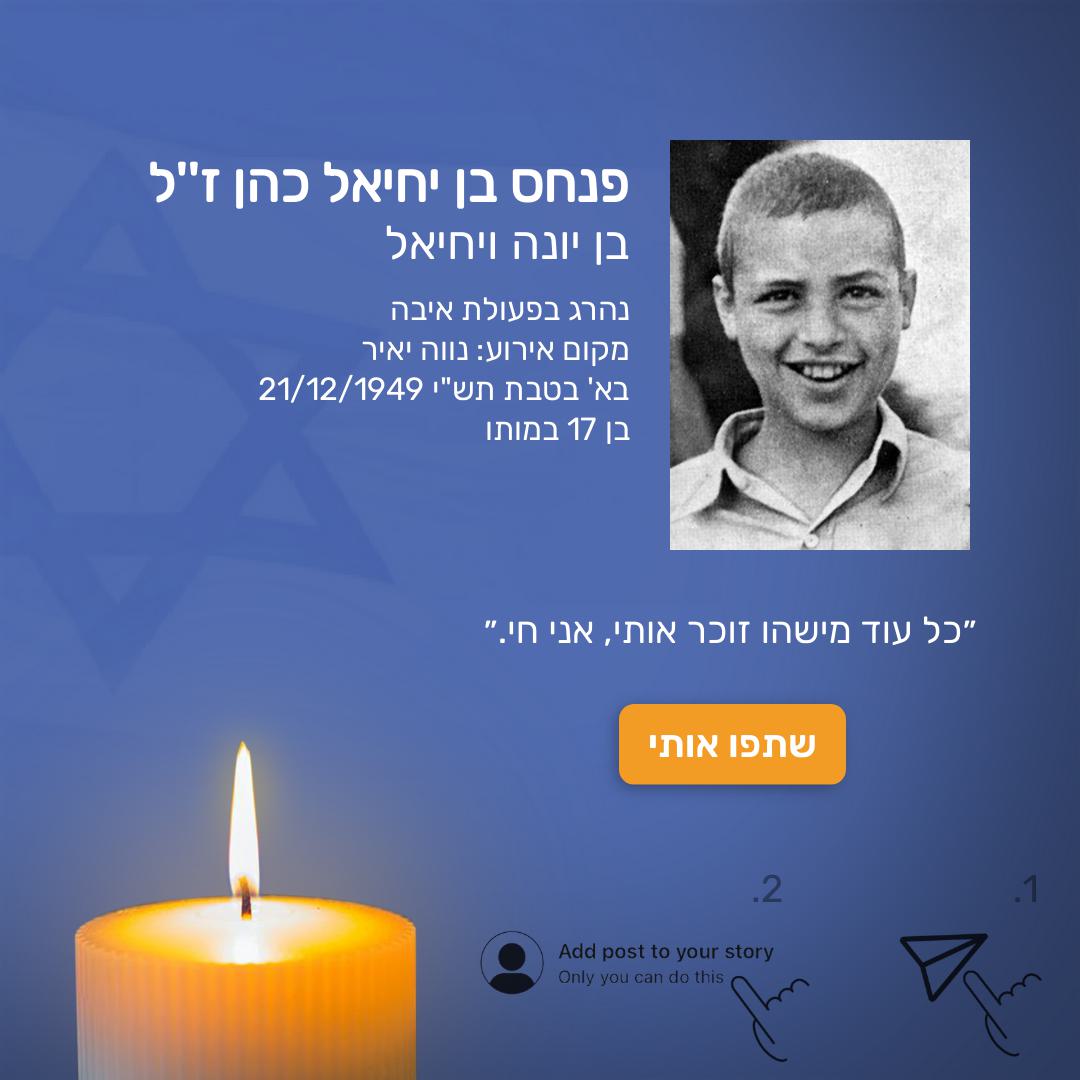 פנחס בן יחיאל כהן ז"ל
בן יונה ויחיאל
נהרג בפעולת איבה
מקום אירוע: נווה יאיר
בא' בטבת תש"י 21/12/1949
בן 17 במותו
״כל עוד מישהו זוכר אותי, אני חי.״
שתפו אותי
1.
2.
Add post to your story
Only you can do this